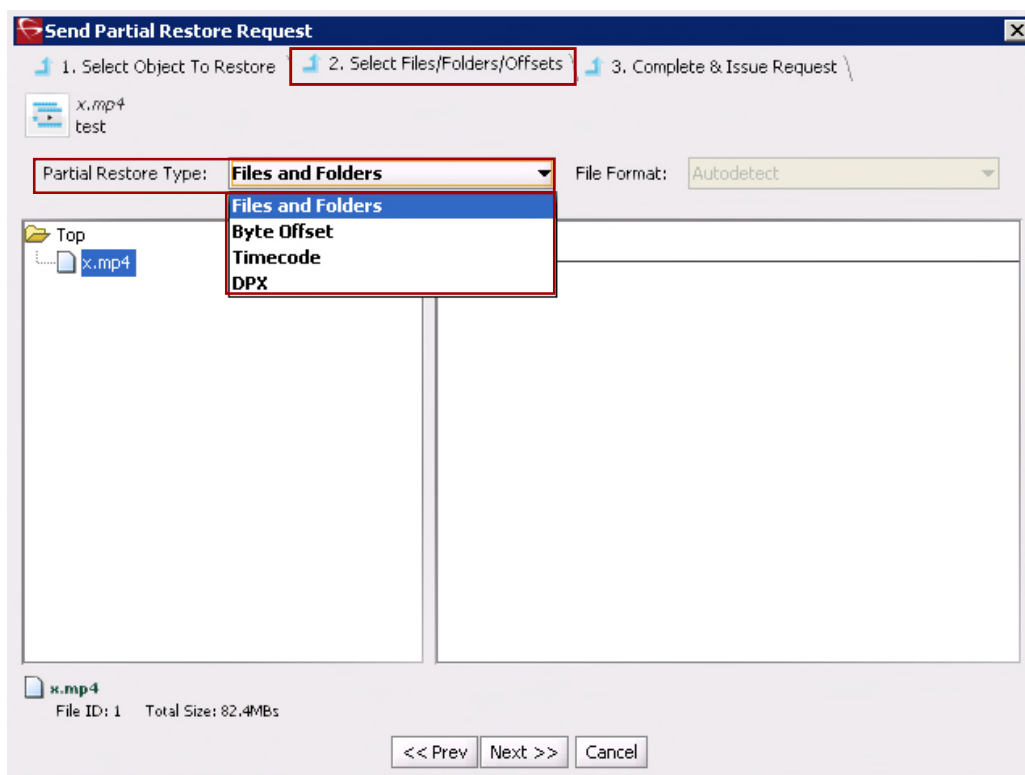 Send Partial Restore Request
1. Select Object To Restore 2. Select Files/Folders/Offsets 3. Complete & Issue Request
x.mp4
test
Partial Restore Type: Files and Folders File Format: Autodetect
Files and Folders
Byte Offset
Timecode
DPX
Top
x.mp4
x.mp4
File ID: 1 Total Size: 82.4MBs
<< Prev Next >> Cancel